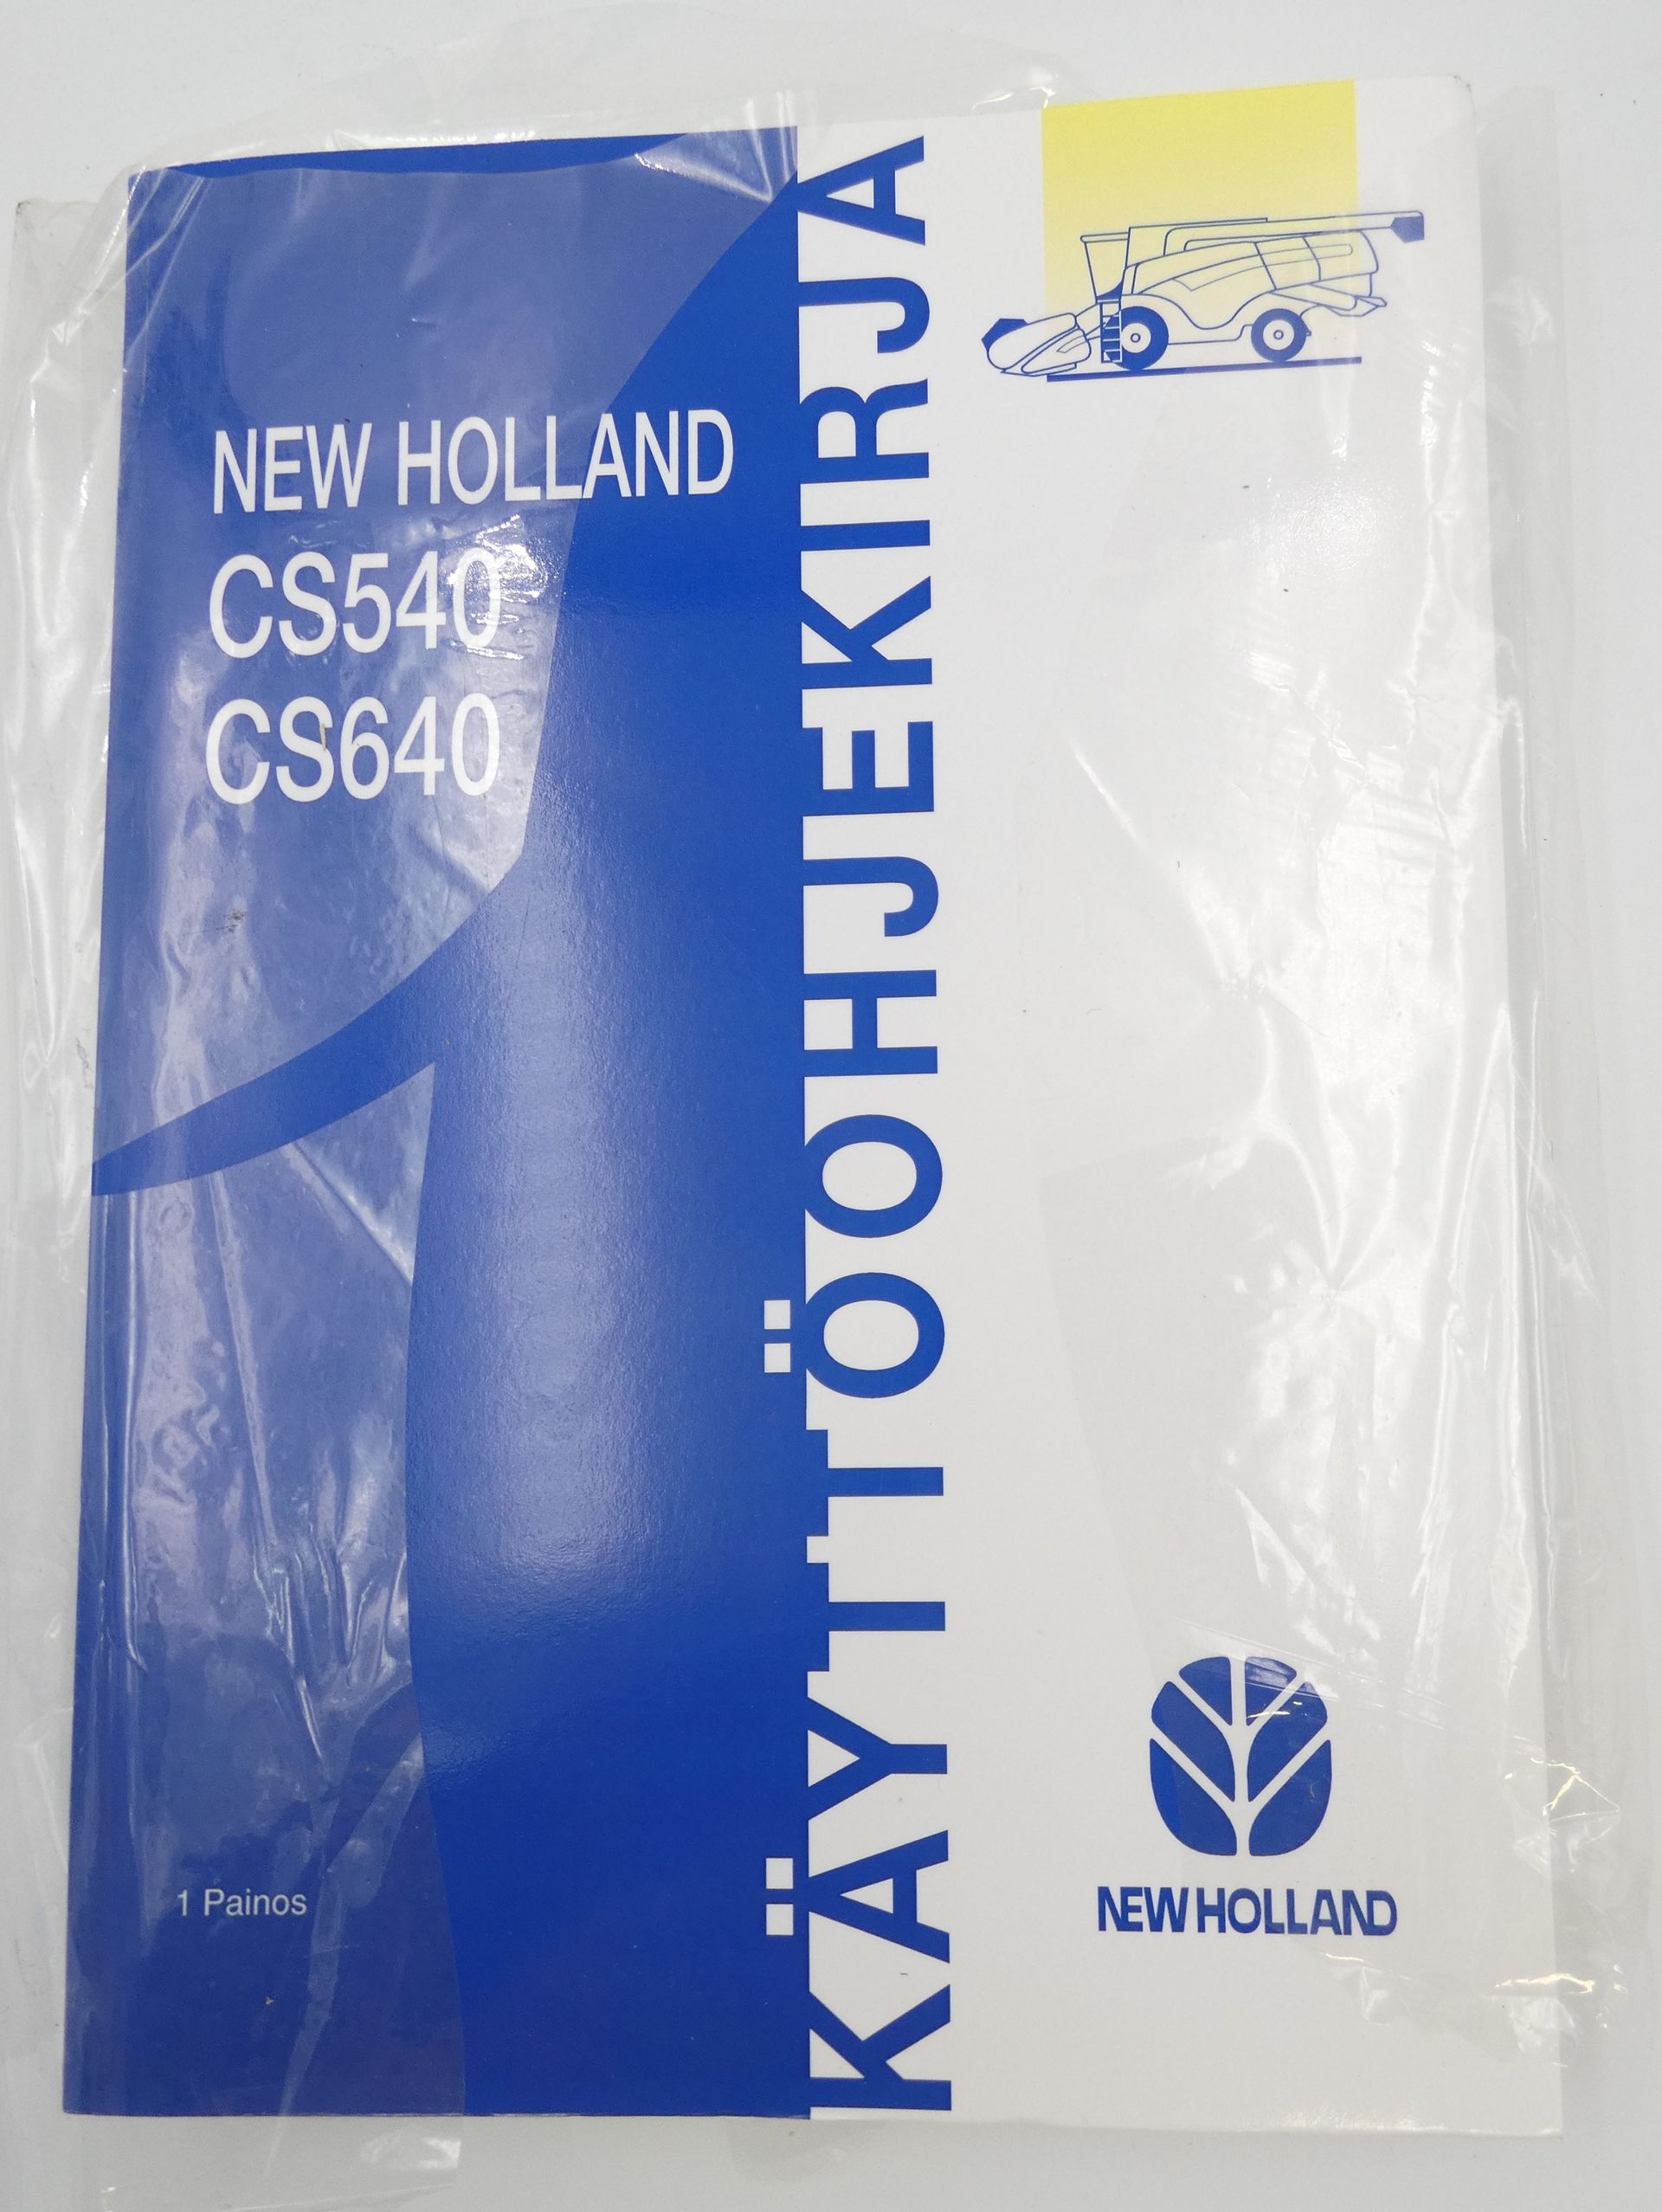 NEW HOLLAND
CS540
CS640
KÄYTTÖOHJEKIRJA
1 Painos
NEW HOLLAND